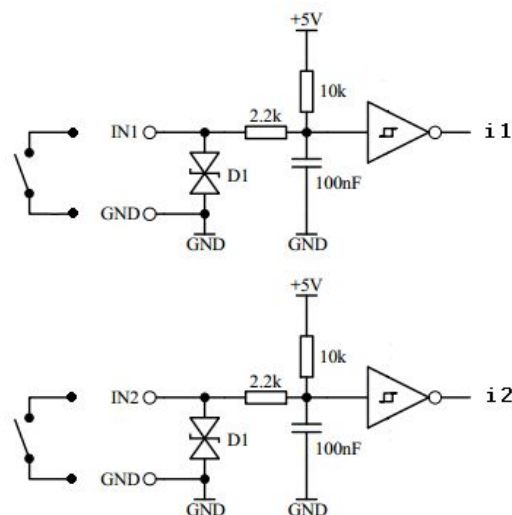 +5V
10k
2.2k
IN1
i1
D1
100nF
GND
GND
GND
+5V
10k
2.2k
IN2
i2
D1
100nF
GND
GND
GND